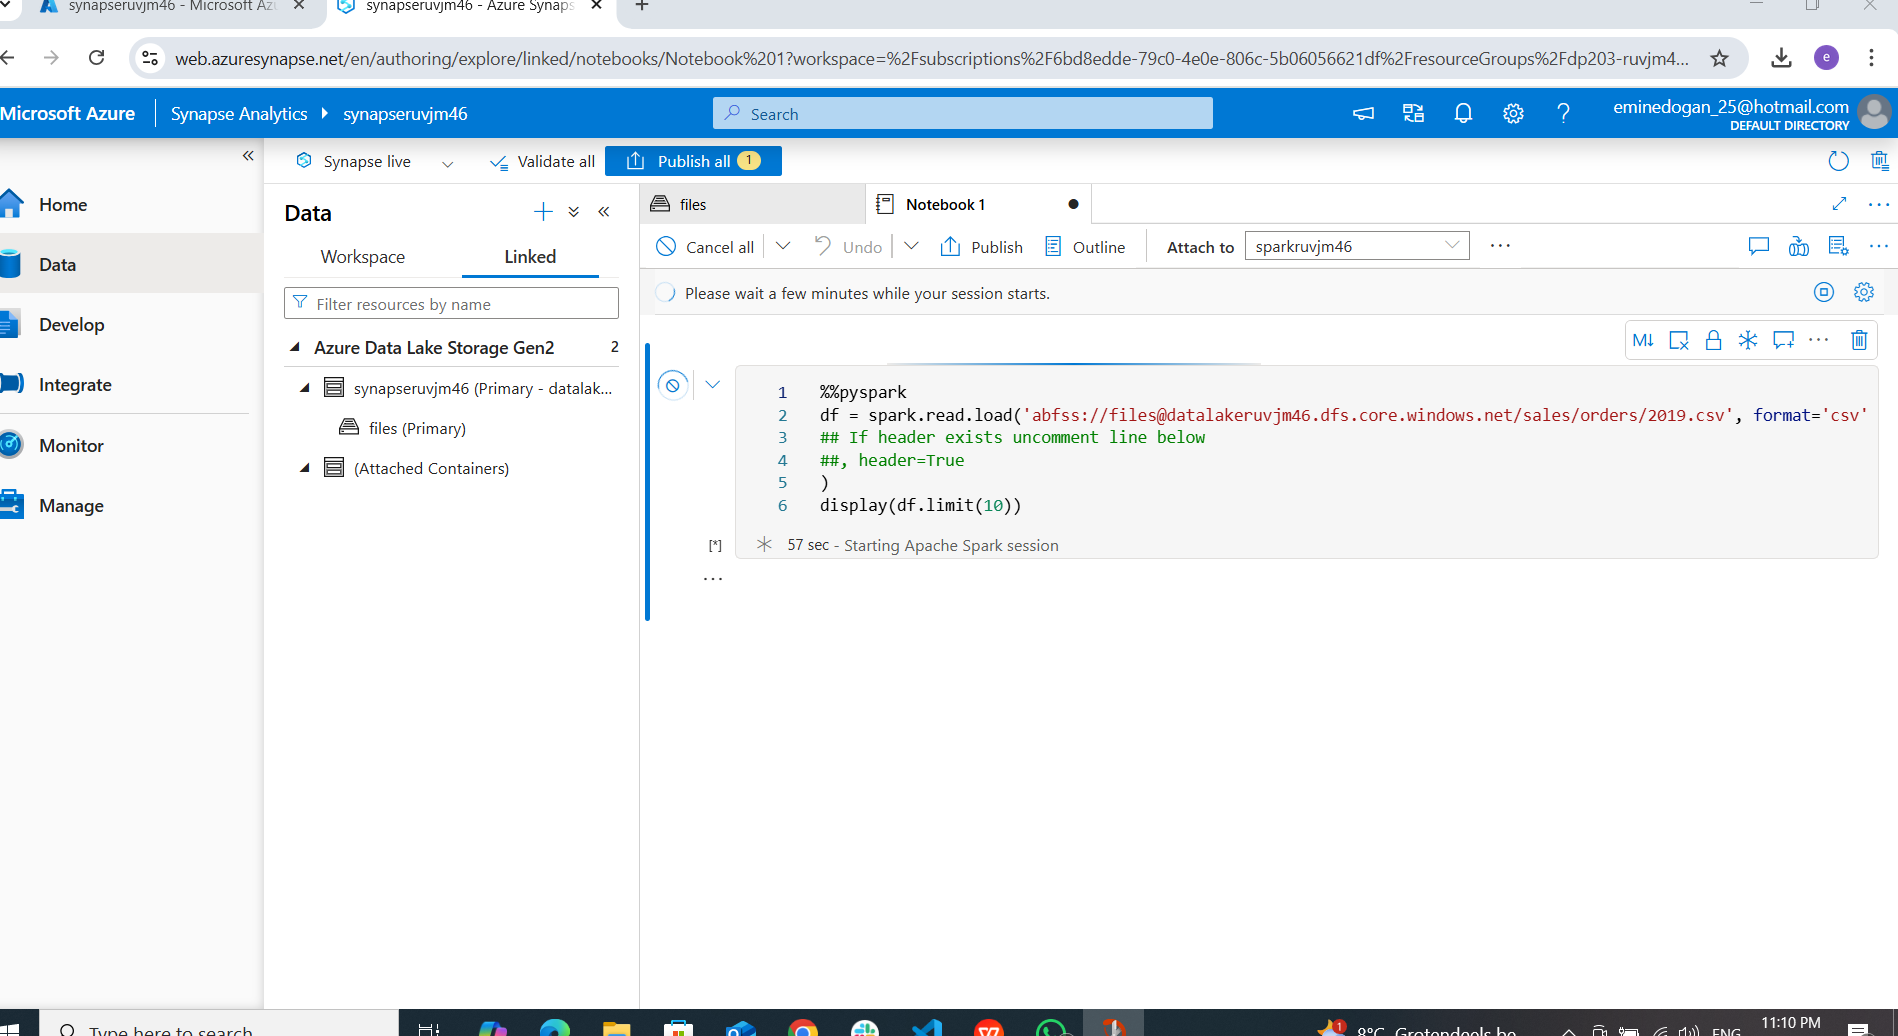 synapseruvjm46 - Microsoft Az
synapseruvjm46 - Azure Synaps
web.azuresynapse.net/en/authoring/explore/linked/notebooks/Notebook%201?workspace=%2Fsubscriptions%2F6bd8edde-79c0-4e0e-806c-5b06056621df%2FresourceGroups%2Fdp203-ruvjm4...
e
Microsoft Azure
Synapse Analytics
synapseruvjm46
Search
eminedogan_25@hotmail.com
DEFAULT DIRECTORY
Synapse live
Validate all
Publish all 1
Home
Data
Develop
Integrate
Monitor
Manage
Data
Workspace
Linked
Filter resources by name
Azure Data Lake Storage Gen2 2
synapseruvjm46 (Primary - datalak...
files (Primary)
(Attached Containers)
files
Notebook 1
Cancel all
Undo
Publish
Outline
Attach to
sparkruvjm46
Please wait a few minutes while your session starts.
M↓
1 %%pyspark
2 df = spark.read.load('abfss://files@datalakeruvjm46.dfs.core.windows.net/sales/orders/2019.csv', format='csv'
3 ## If header exists uncomment line below
4 ##, header=True
5 )
6 display(df.limit(10))
[*]
57 sec - Starting Apache Spark session
Type here to search
1
8°C Grotendeels be
ENG
11:10 PM